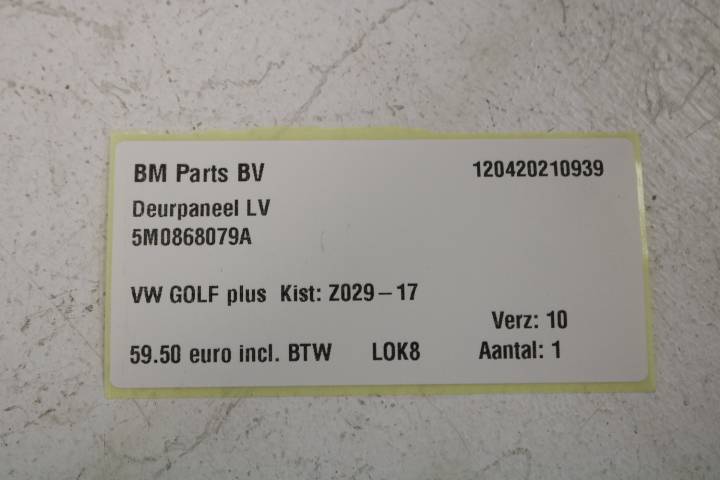 BM Parts BV 120420210939
Deurpaneel LV
5M0868079A
VW GOLF plus Kist: Z029-17
Verz: 10
59.50 euro incl. BTW LOK8 Aantal: 1